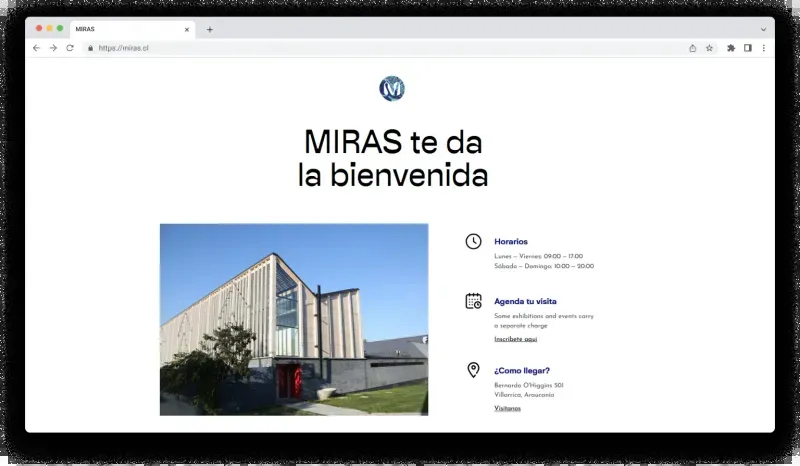 MIRAS
https://miras.cl
M
MIRAS te da
la bienvenida
Horarios
Lunes – Viernes: 09:00 – 17:00
Sábado – Domingo: 10:00 – 20:00
Agenda tu visita
Some exhibitions and events carry
a separate charge
Inscríbete aquí
¿Como llegar?
Bernardo O'Higgins 501
Villarrica, Araucanía
Visítanos